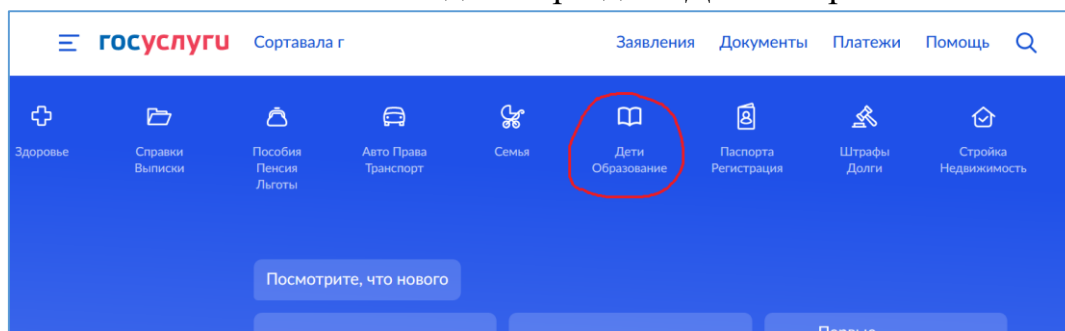 госуслуги Сортавала г Заявления Документы Платежи Помощь
Здоровье
Справки
Выписки
Пособия
Пенсия
Льготы
Авто Права
Транспорт
Семья
Дети
Образование
Паспорта
Регистрация
Штрафы
Долги
Стройка
Недвижимость
Посмотрите, что нового